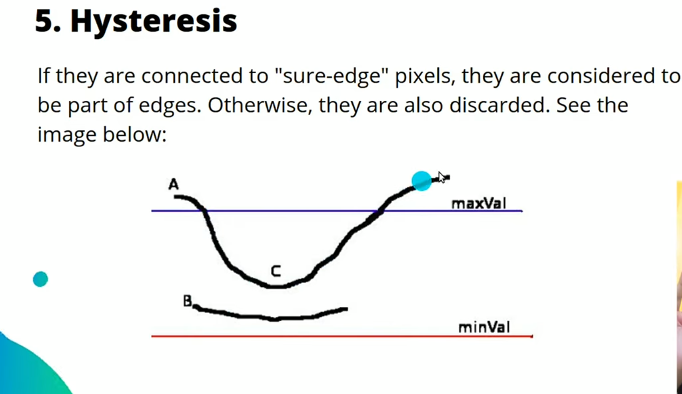 5. Hysteresis
If they are connected to "sure-edge" pixels, they are considered to
be part of edges. Otherwise, they are also discarded. See the
image below:
A
maxVal
C
B
minVal